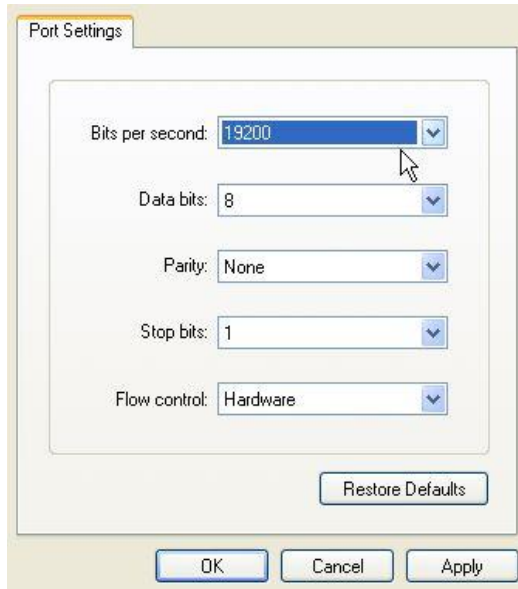 Port Settings
Bits per second: 19200
Data bits: 8
Parity: None
Stop bits: 1
Flow control: Hardware
Restore Defaults
OK Cancel Apply